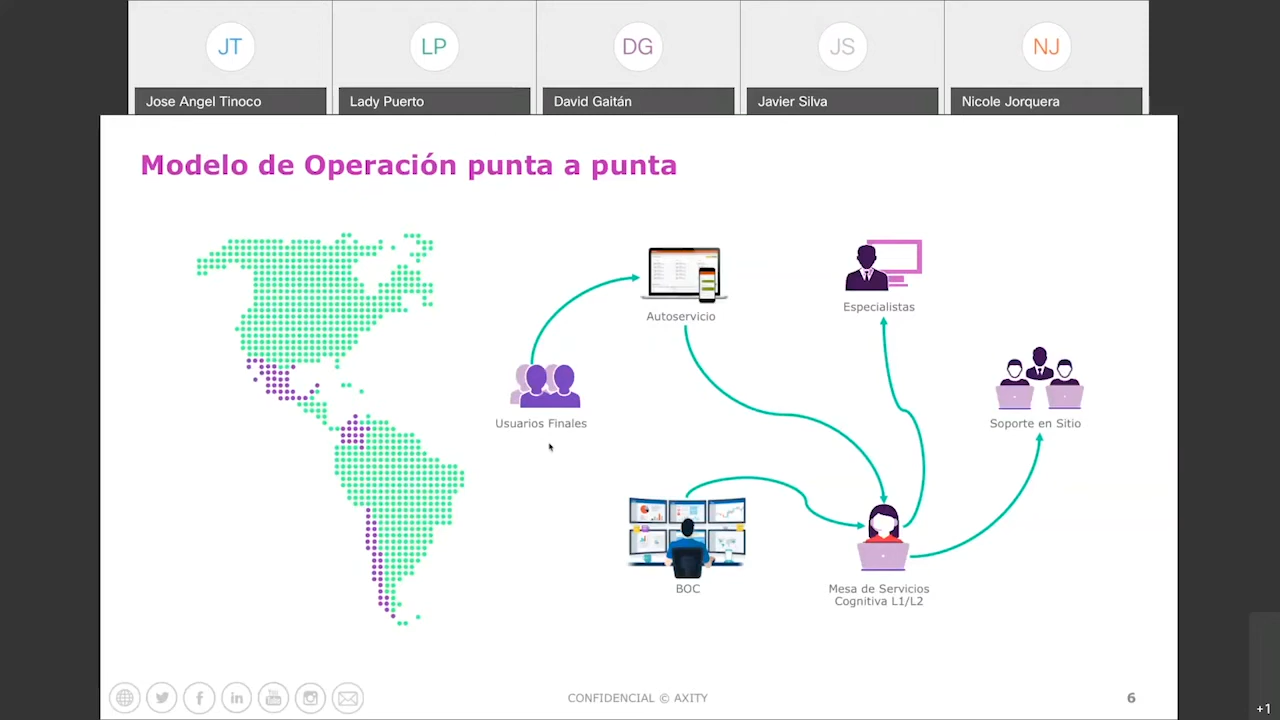 JT
LP
DG
JS
NJ
Jose Angel Tinoco
Lady Puerto
David Gaitán
Javier Silva
Nicole Jorquera
Modelo de Operación punta a punta
Autoservicio
Especialistas
Usuarios Finales
Soporte en Sitio
BOC
Mesa de Servicios
Cognitiva L1/L2
CONFIDENCIAL © AXITY
6
+1